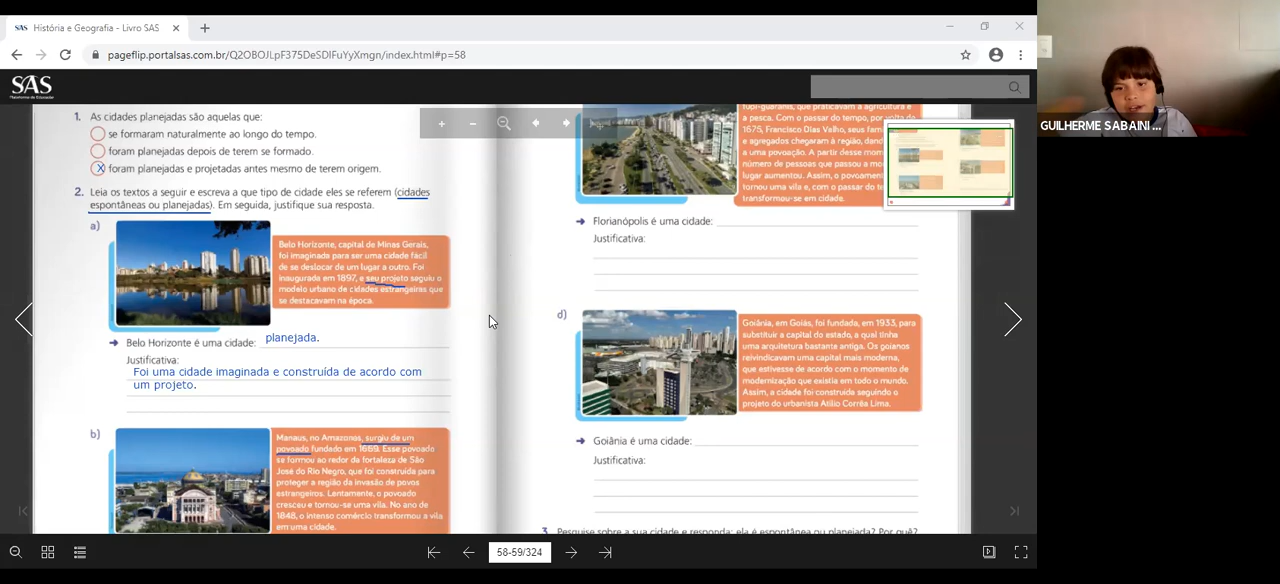 SAS História e Geografia - Livro SAS
pageflip.portalsas.com.br/Q2OBOJLpF375DeSDIFuYyXmgn/index.html#p=58
SAS
Plataforma de Educação
GUILHERME SABAINI ...
1. As cidades planejadas são aquelas que:
se formaram naturalmente ao longo do tempo.
foram planejadas depois de terem se formado.
X foram planejadas e projetadas antes mesmo de terem origem.
2. Leia os textos a seguir e escreva a que tipo de cidade eles se referem (cidades
espontâneas ou planejadas). Em seguida, justifique sua resposta.
a)
Belo Horizonte, capital de Minas Gerais,
foi imaginada para ser uma cidade fácil
de se deslocar de um lugar a outro. Foi
inaugurada em 1897, e seu projeto seguiu o
modelo urbano de cidades estrangeiras que
se destacavam na época.
Belo Horizonte é uma cidade: planejada.
Justificativa:
Foi uma cidade imaginada e construída de acordo com
um projeto.
b)
Manaus, no Amazonas, surgiu de um
povoado fundado em 1669. Esse povoado
se formou ao redor da fortaleza de São
José do Rio Negro, que foi construída para
proteger a região da invasão de povos
estrangeiros. Lentamente, o povoado
cresceu e tornou-se uma vila. No ano de
1848, o intenso comércio transformou a vila
em uma cidade.
tupi-guaranis, que praticavam a agricultura e
a pesca. Com o passar do tempo, por volta de
1675, Francisco Dias Velho, seus
e agregados chegaram à região, dando
a uma povoação. A partir desse
número de pessoas que passou a
lugar aumentou. Assim, o povoamento
tornou uma vila e, com o passar do
transformou-se em cidade.
Florianópolis é uma cidade:
Justificativa:
d)
Goiânia, em Goiás, foi fundada, em 1933, para
substituir a capital do estado, a qual tinha
uma arquitetura bastante antiga. Os goianos
reivindicavam uma capital mais moderna,
que estivesse de acordo com o momento de
modernização que existia em todo o mundo.
Assim, a cidade foi construída seguindo o
projeto do urbanista Atílio Corrêa Lima.
Goiânia é uma cidade:
Justificativa:
3. Pesquise sobre a sua cidade e responda: ela é espontânea ou planejada? Por quê?
58-59/324